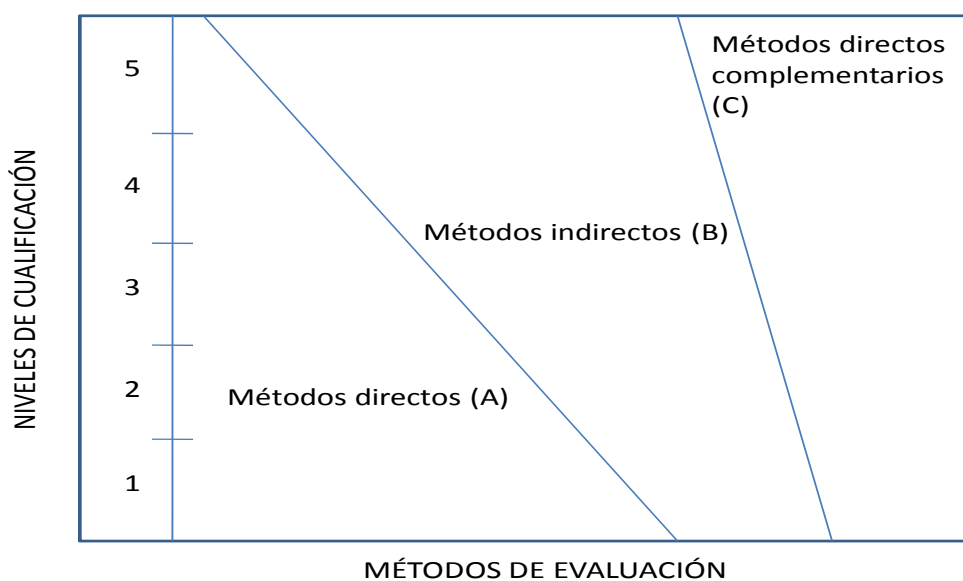 NIVELES DE CUALIFICACIÓN
5
4
3
2
1
Métodos directos
complementarios
(C)
Métodos indirectos (B)
Métodos directos (A)
MÉTODOS DE EVALUACIÓN